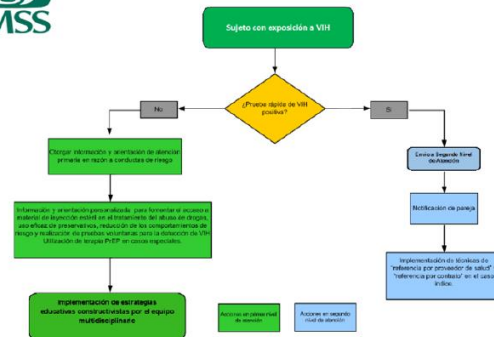 IMSS
Sujeto con exposición a VIH
¿Prueba rápida de VIH
positiva?
No
Si
Otorgar información y orientación de atención
primaria en razón a conductas de riesgo
Envío a Segundo Nivel
de Atención
Información y orientación personalizada para fomentar el acceso a
material de inyección estéril en el tratamiento del abuso de drogas,
uso eficaz de preservativos, reducción de los comportamientos de
riesgo y realización de pruebas voluntarias para la detección de VIH
Utilización de terapia PrEP en casos especiales.
Notificación de pareja
Implementación de técnicas de
"referencia por proveedor de salud"
"referencia por contrato" en el caso
índice.
Implementación de estrategias
educativas constructivistas por el equipo
multidisciplinario
Acciones en primer nivel
de atención
Acciones en segundo
nivel de atención